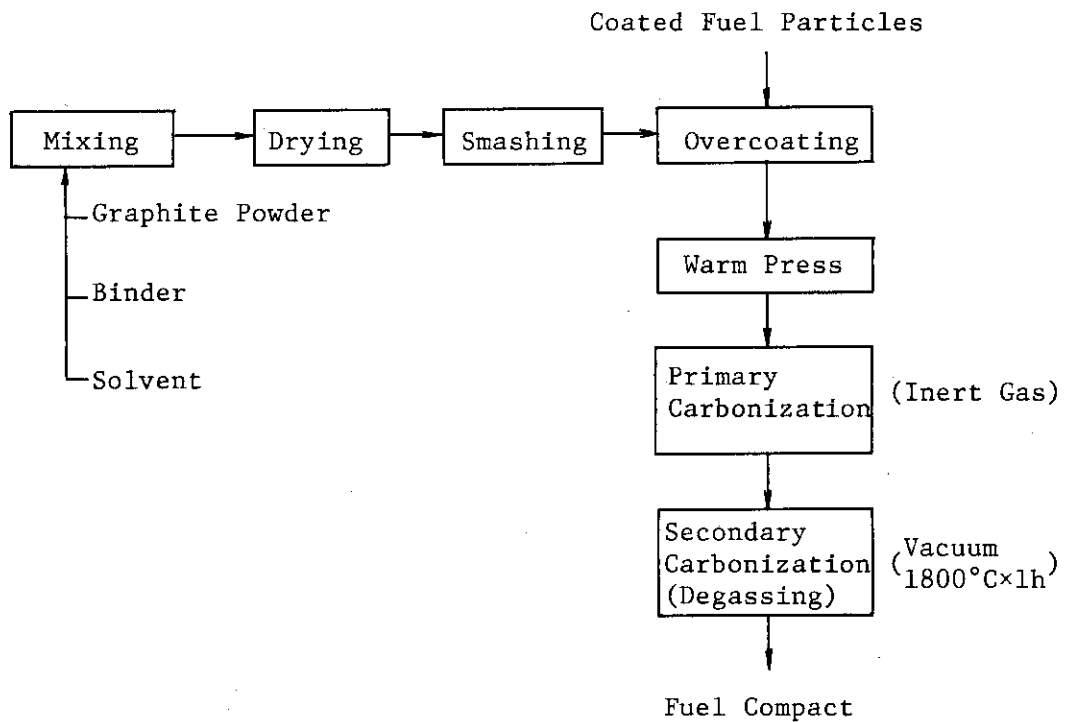 Coated Fuel Particles
Mixing
Drying
Smashing
Overcoating
Graphite Powder
Binder
Solvent
Warm Press
Primary
Carbonization
(Inert Gas)
Secondary
Carbonization
(Degassing)
(Vacuum
1800°C×1h)
Fuel Compact